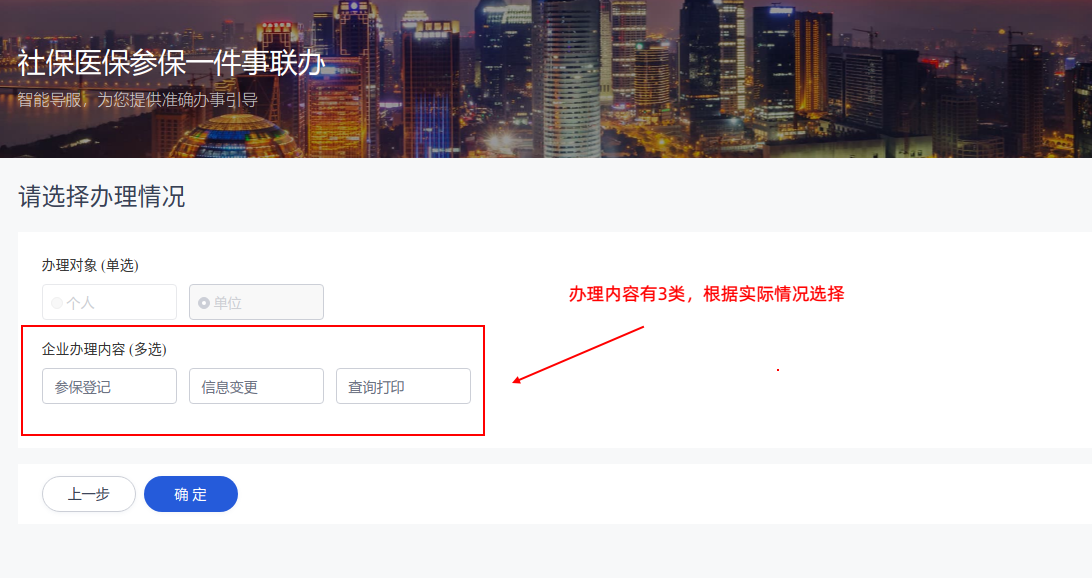 社保医保参保一件事联办
智能导服，为您提供准确办事引导
请选择办理情况
办理对象 (单选)
个人 单位
办理内容有3类，根据实际情况选择
企业办理内容 (多选)
参保登记 信息变更 查询打印
上一步 确 定